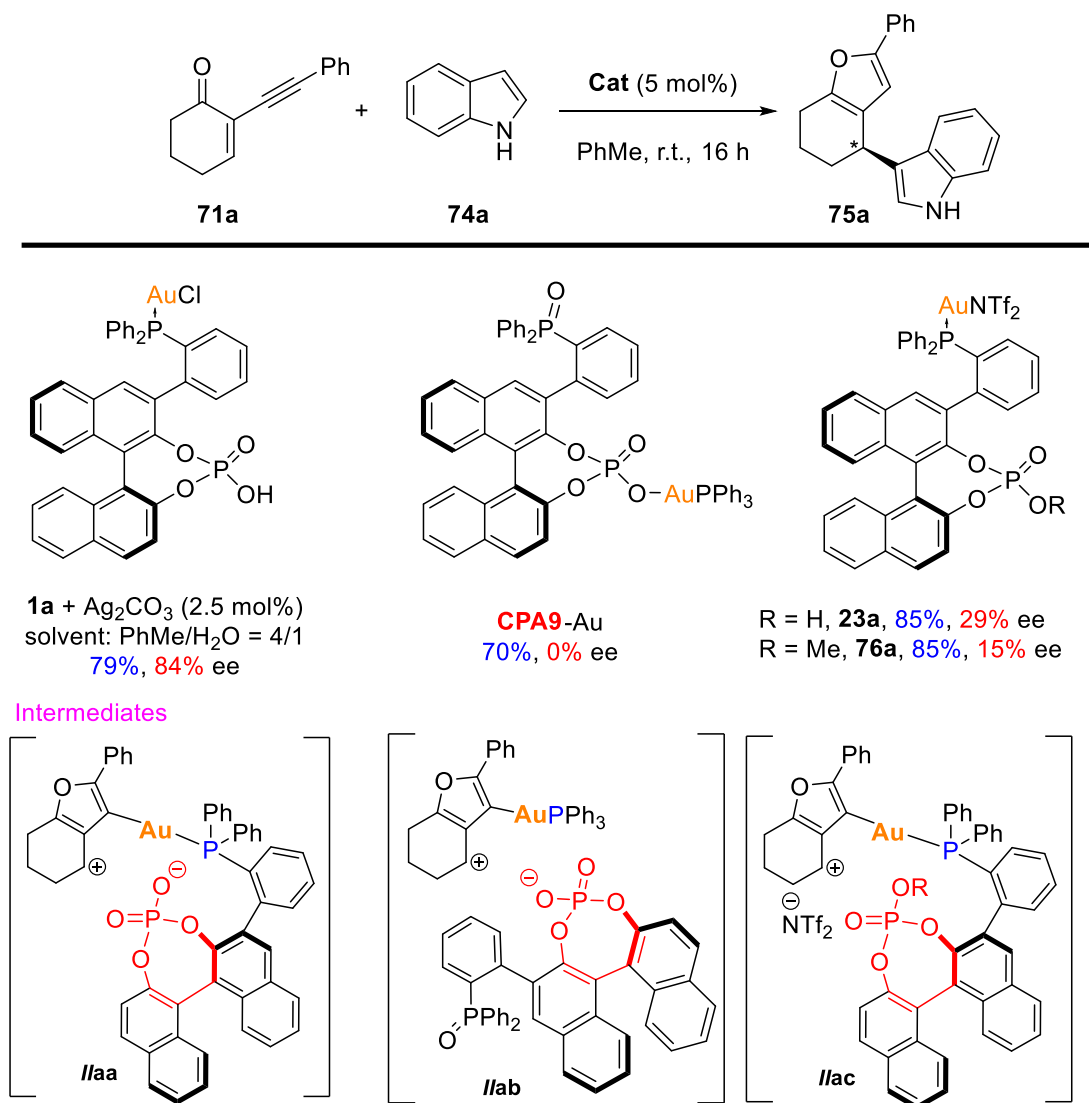 O
Ph
+
N
H
Cat (5 mol%)
PhMe, r.t., 16 h
Ph
O
*
NH
71a
74a
75a
AuCl
Ph2P
O
O
P
O
OH
O
Ph2P
O
O
P
O
O
AuPPh3
AuNTf2
Ph2P
O
O
P
O
OR
1a + Ag2CO3 (2.5 mol%)
solvent: PhMe/H2O = 4/1
79%, 84% ee
CPA9-Au
70%, 0% ee
R = H, 23a, 85%, 29% ee
R = Me, 76a, 85%, 15% ee
Intermediates
Ph
O
Au
Ph
Ph
P
⊕
⊖
O
O
P
O
O
IIaa
Ph
O
AuPPh3
⊕
⊖
O
O
P
O
O
PPh2
O
IIab
Ph
O
Au
Ph
Ph
P
⊕
⊖
NTf2
OR
O
P
O
O
IIac